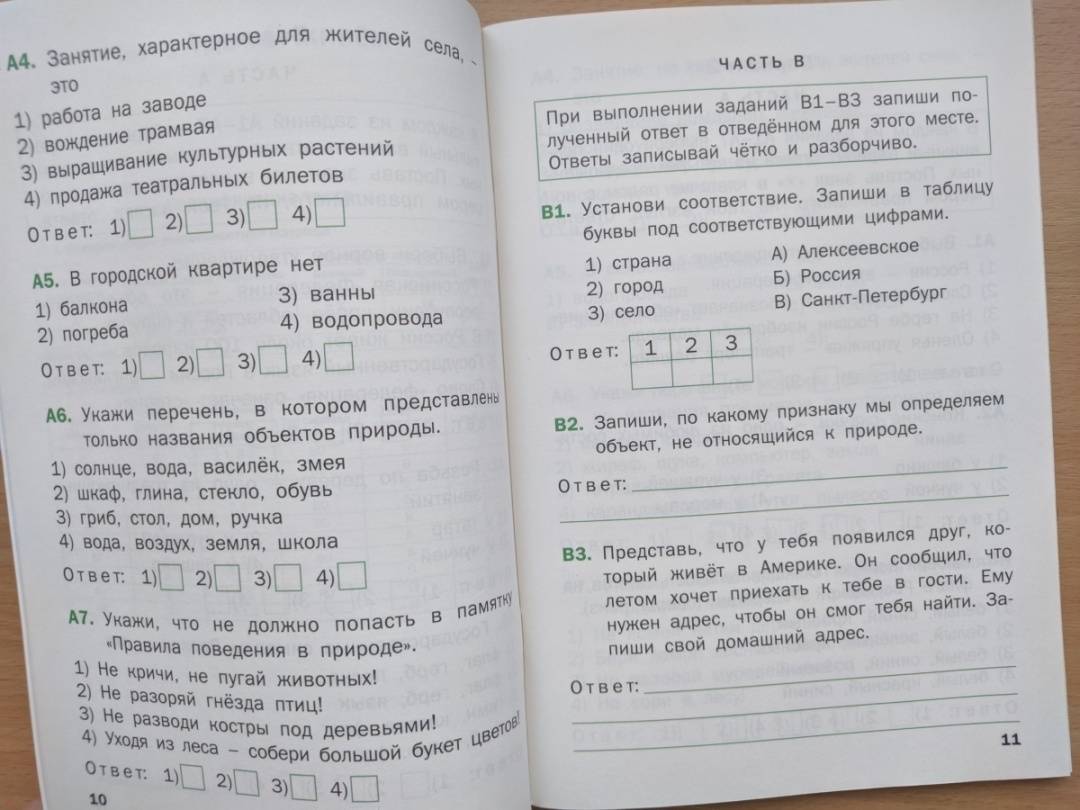 А4. Занятие, характерное для жителей села, –
это
1) работа на заводе
2) вождение трамвая
3) выращивание культурных растений
4) продажа театральных билетов
Ответ: 1) 2) 3) 4)
А5. В городской квартире нет
1) балкона 3) ванны
2) погреба 4) водопровода
Ответ: 1) 2) 3) 4)
А6. Укажи перечень, в котором представлены
только названия объектов природы.
1) солнце, вода, василёк, змея
2) шкаф, глина, стекло, обувь
3) гриб, стол, дом, ручка
4) вода, воздух, земля, школа
Ответ: 1) 2) 3) 4)
А7. Укажи, что не должно попасть в памятку
«Правила поведения в природе».
1) Не кричи, не пугай животных!
2) Не разоряй гнёзда птиц!
3) Не разводи костры под деревьями!
4) Уходя из леса – собери большой букет цветов!
Ответ: 1) 2) 3) 4)
10
ЧАСТЬ В
При выполнении заданий В1–В3 запиши по-
лученный ответ в отведённом для этого месте.
Ответы записывай чётко и разборчиво.
В1. Установи соответствие. Запиши в таблицу
буквы под соответствующими цифрами.
1) страна А) Алексеевское
2) город Б) Россия
3) село В) Санкт-Петербург
Ответ: 1 2 3
В2. Запиши, по какому признаку мы определяем
объект, не относящийся к природе.
Ответ:
В3. Представь, что у тебя появился друг, ко-
торый живёт в Америке. Он сообщил, что
летом хочет приехать к тебе в гости. Ему
нужен адрес, чтобы он смог тебя найти. За-
пиши свой домашний адрес.
Ответ:
11